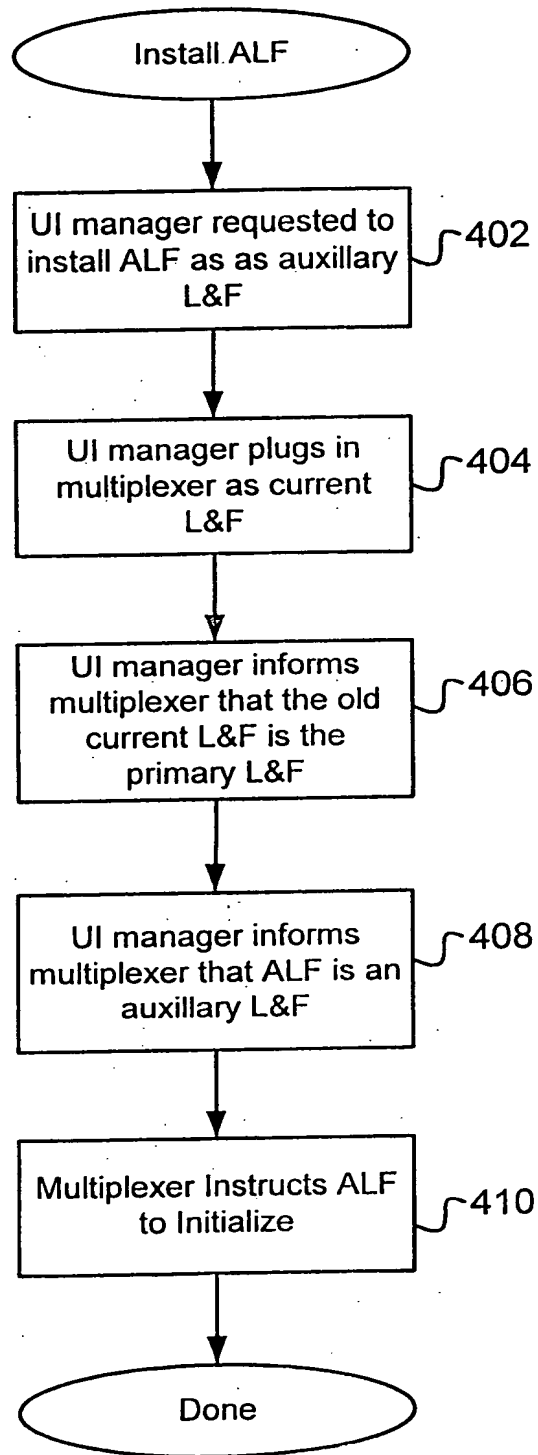 Install ALF
UI manager requested to
install ALF as as auxillary
L&F
402
UI manager plugs in
multiplexer as current
L&F
404
UI manager informs
multiplexer that the old
current L&F is the
primary L&F
406
UI manager informs
multiplexer that ALF is an
auxillary L&F
408
Multiplexer Instructs ALF
to Initialize
410
Done